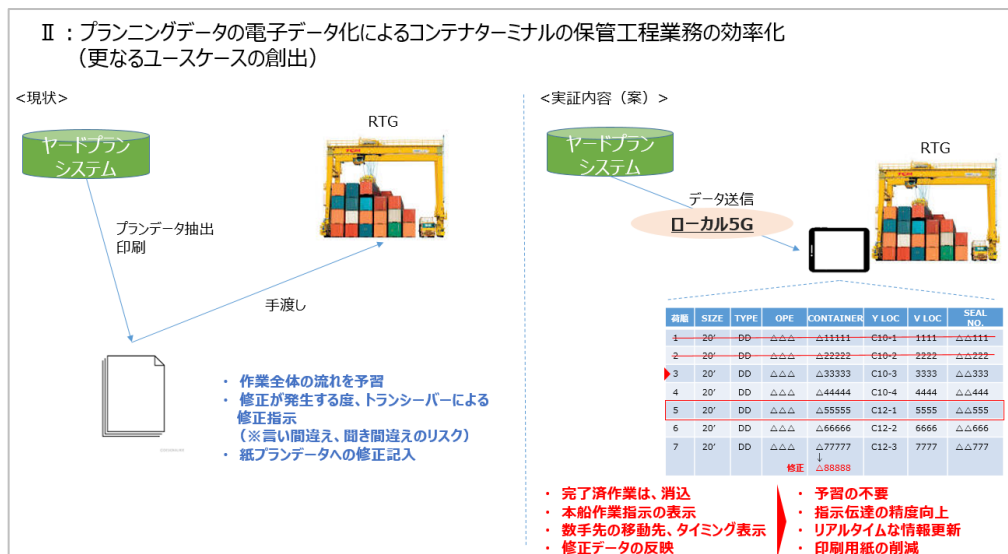 Ⅱ：プランニングデータの電子データ化によるコンテナターミナルの保管工程業務の効率化
（更なるユースケースの創出）
<現状>
ヤードプラン
システム
RTG
プランデータ抽出
印刷
手渡し
・ 作業全体の流れを予習
・ 修正が発生する度、トランシーバーによる
修正指示
（※言い間違え、聞き間違えのリスク）
・ 紙プランデータへの修正記入
<実証内容（案）>
ヤードプラン
システム
RTG
データ送信
ローカル5G
荷順 SIZE TYPE OPE CONTAINER Y LOC V LOC SEAL NO.
1 20' DD △△△ △11111 C10-1 1111 △△111
2 20' DD △△△ △22222 C10-2 2222 △△222
3 20' DD △△△ △33333 C10-3 3333 △△333
4 20' DD △△△ △44444 C10-4 4444 △△444
5 20' DD △△△ △55555 C12-1 5555 △△555
6 20' DD △△△ △66666 C12-2 6666 △△666
7 20' DD △△△ △77777 C12-3 7777 △△777
↓
修正 △88888
・ 完了済作業は、消込
・ 本船作業指示の表示
・ 数手先の移動先、タイミング表示
・ 修正データの反映
・ 予習の不要
・ 指示伝達の精度向上
・ リアルタイムな情報更新
・ 印刷用紙の削減